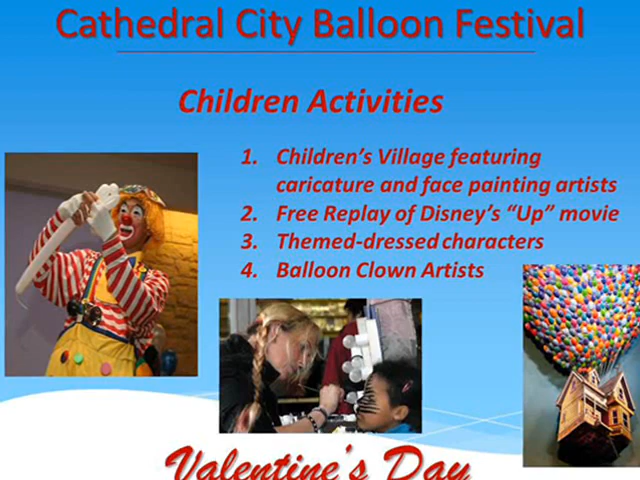 Cathedral City Balloon Festival
Children Activities
1. Children's Village featuring
caricature and face painting artists
2. Free Replay of Disney's “Up” movie
3. Themed-dressed characters
4. Balloon Clown Artists
Valentine's Day